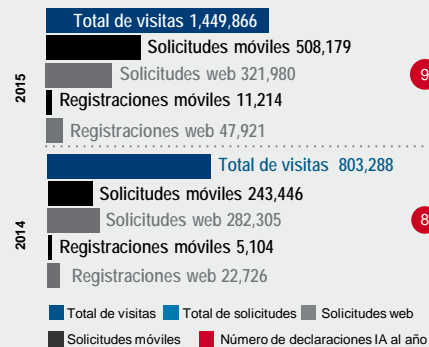 2015
Total de visitas 1,449,866
Solicitudes móviles 508,179
Solicitudes web 321,980
9
Registraciones móviles 11,214
Registraciones web 47,921
2014
Total de visitas 803,288
Solicitudes móviles 243,446
Solicitudes web 282,305
8
Registraciones móviles 5,104
Registraciones web 22,726
Total de visitas Total de solicitudes Solicitudes web
Solicitudes móviles Número de declaraciones IA al año